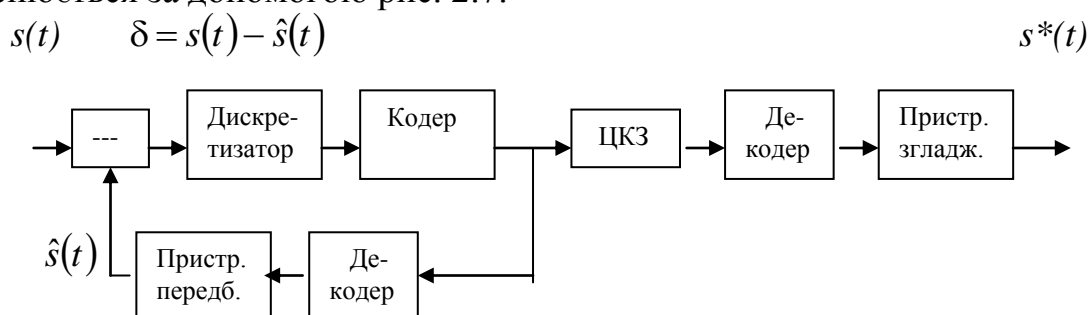 s(t) δ = s(t) – ŝ(t) s*(t)
---
Дискре-
тизатор
Кодер
ЦКЗ
Де-
кодер
Пристр.
згладж.
ŝ(t)
Пристр.
передб.
Де-
кодер